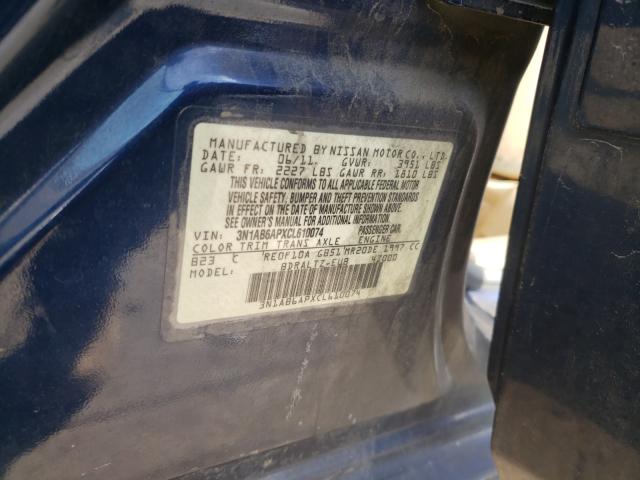 MANUFACTURED BY NISSAN MOTOR CO., LTD.
DATE: 06/11. GVWR: 3951 LBS
GAWR FR: 2227 LBS GAWR RR: 1810 LBS
THIS VEHICLE CONFORMS TO ALL APPLICABLE FEDERAL MOTOR
VEHICLE SAFETY, BUMPER AND THEFT PREVENTION STANDARDS
IN EFFECT ON THE DATE OF MANUFACTURE SHOWN ABOVE.
SEE OWNER'S MANUAL FOR ADDITIONAL INFORMATION.
VIN: 3N1AB6APXCL610074 PASSENGER CAR
COLOR TRIM TRANS AXLE ENGINE
B23 C RE0F10A GB51 MR20DE 1997 CC
MODEL: BDRALTZ-EUB 47000
3N1AB6APXCL610074